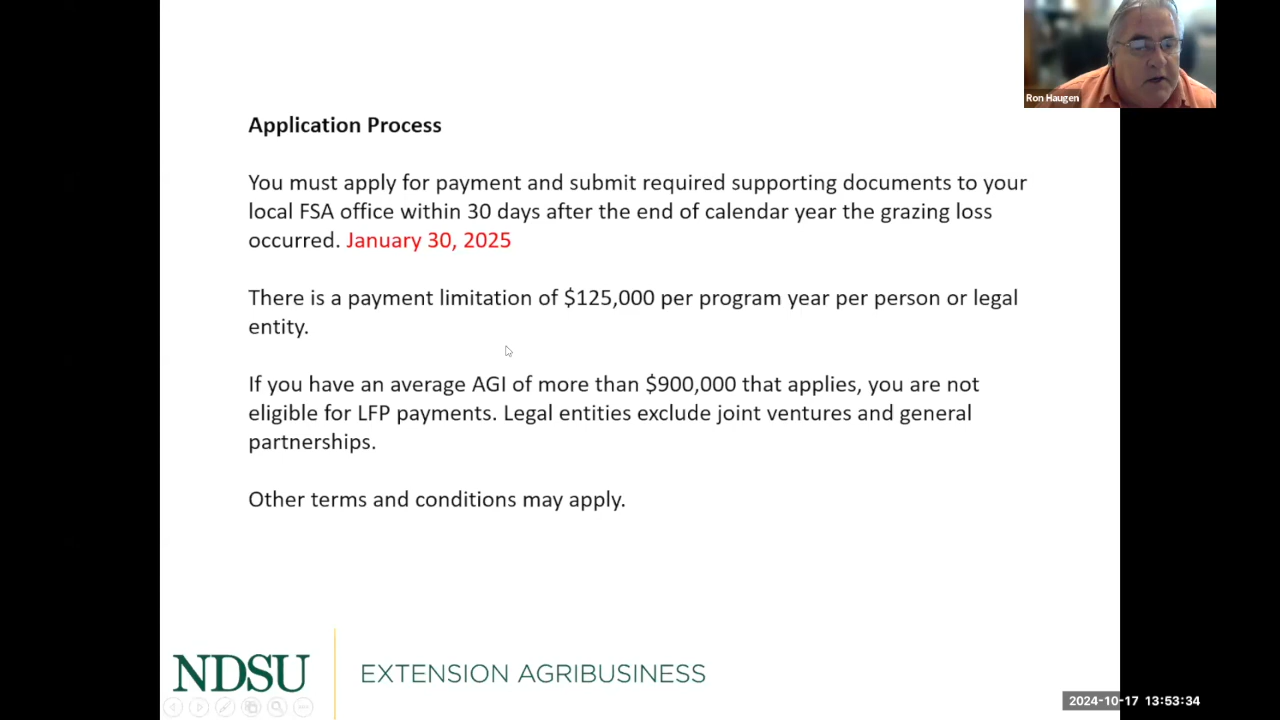 Ron Haugen
Application Process
You must apply for payment and submit required supporting documents to your
local FSA office within 30 days after the end of calendar year the grazing loss
occurred. January 30, 2025
There is a payment limitation of $125,000 per program year per person or legal
entity.
If you have an average AGI of more than $900,000 that applies, you are not
eligible for LFP payments. Legal entities exclude joint ventures and general
partnerships.
Other terms and conditions may apply.
NDSU
EXTENSION AGRIBUSINESS
2024-10-17 13:53:34